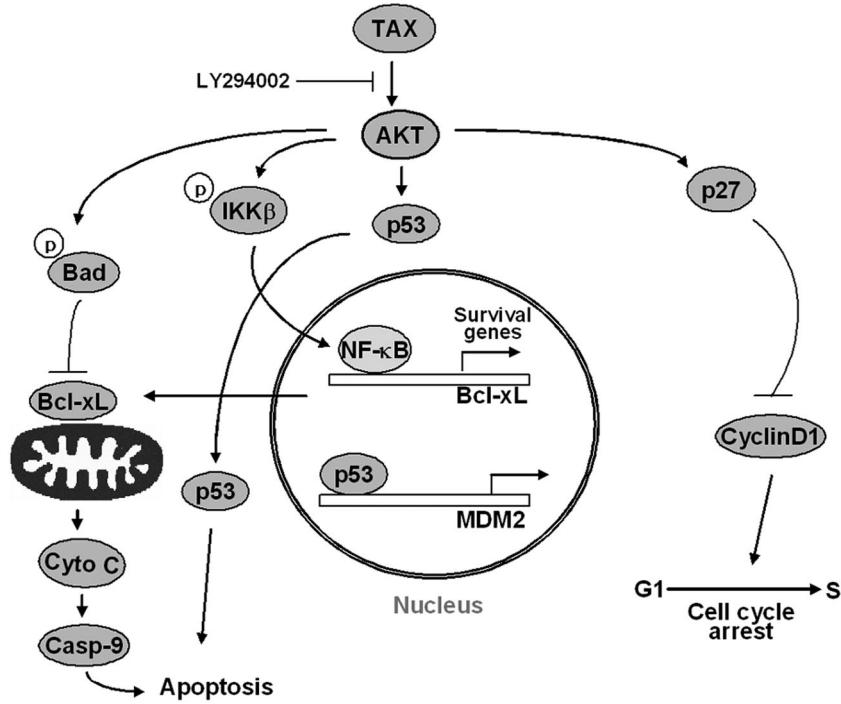 TAX
LY294002
AKT
p
IKKβ
p53
p27
p
Bad
Survival
genes
NF-κB
Bcl-xL
Bcl-xL
CyclinD1
p53
p53
MDM2
Cyto C
G1
S
Nucleus
Cell cycle
arrest
Casp-9
Apoptosis